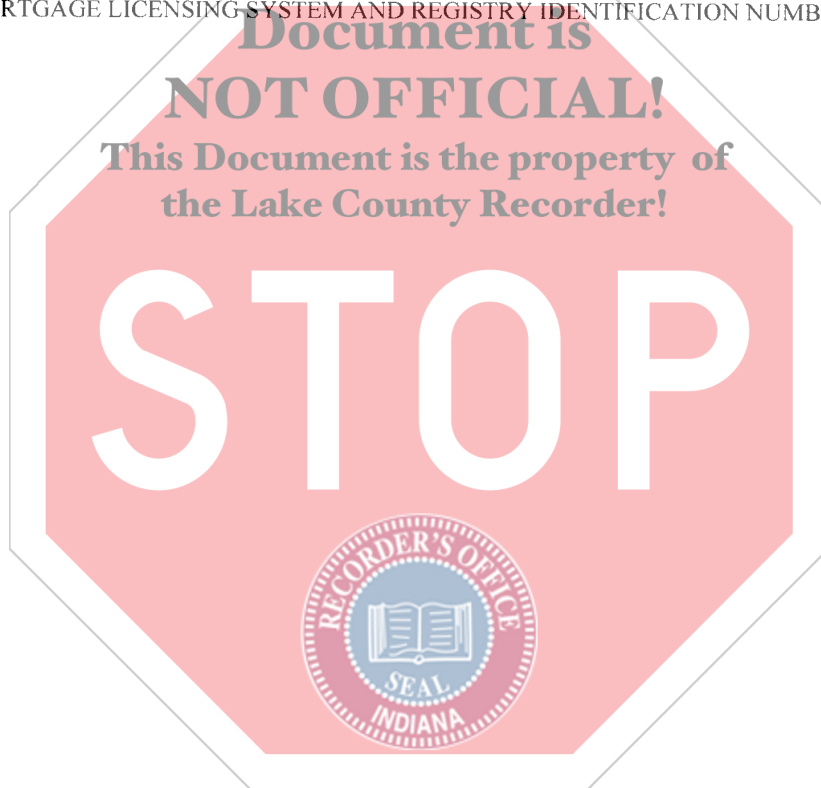 RTGAGE LICENSING SYSTEM AND REGISTRY IDENTIFICATION NUMB
Document is
NOT OFFICIAL!
This Document is the property of
the Lake County Recorder!
STOP
RECORDER'S OFFICE
SEAL
INDIANA